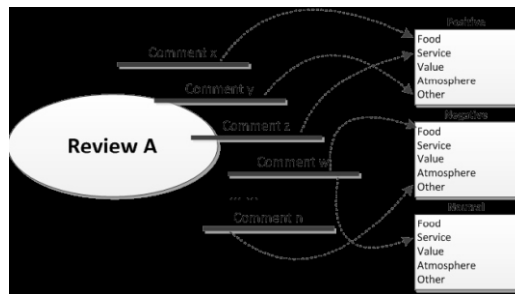 Positive
Food
Service
Value
Atmosphere
Other
Comment x
Comment y
Comment z
Comment w
Comment n
Review A
Negative
Food
Service
Value
Atmosphere
Other
Neutral
Food
Service
Value
Atmosphere
Other